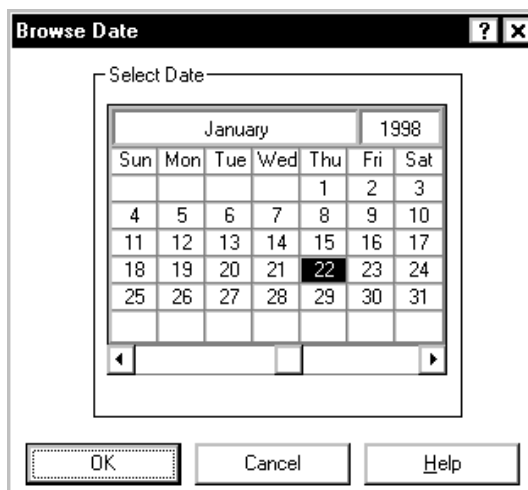 Browse Date ? ×
Select Date
January 1998
Sun Mon Tue Wed Thu Fri Sat
1 2 3
4 5 6 7 8 9 10
11 12 13 14 15 16 17
18 19 20 21 22 23 24
25 26 27 28 29 30 31
OK Cancel Help